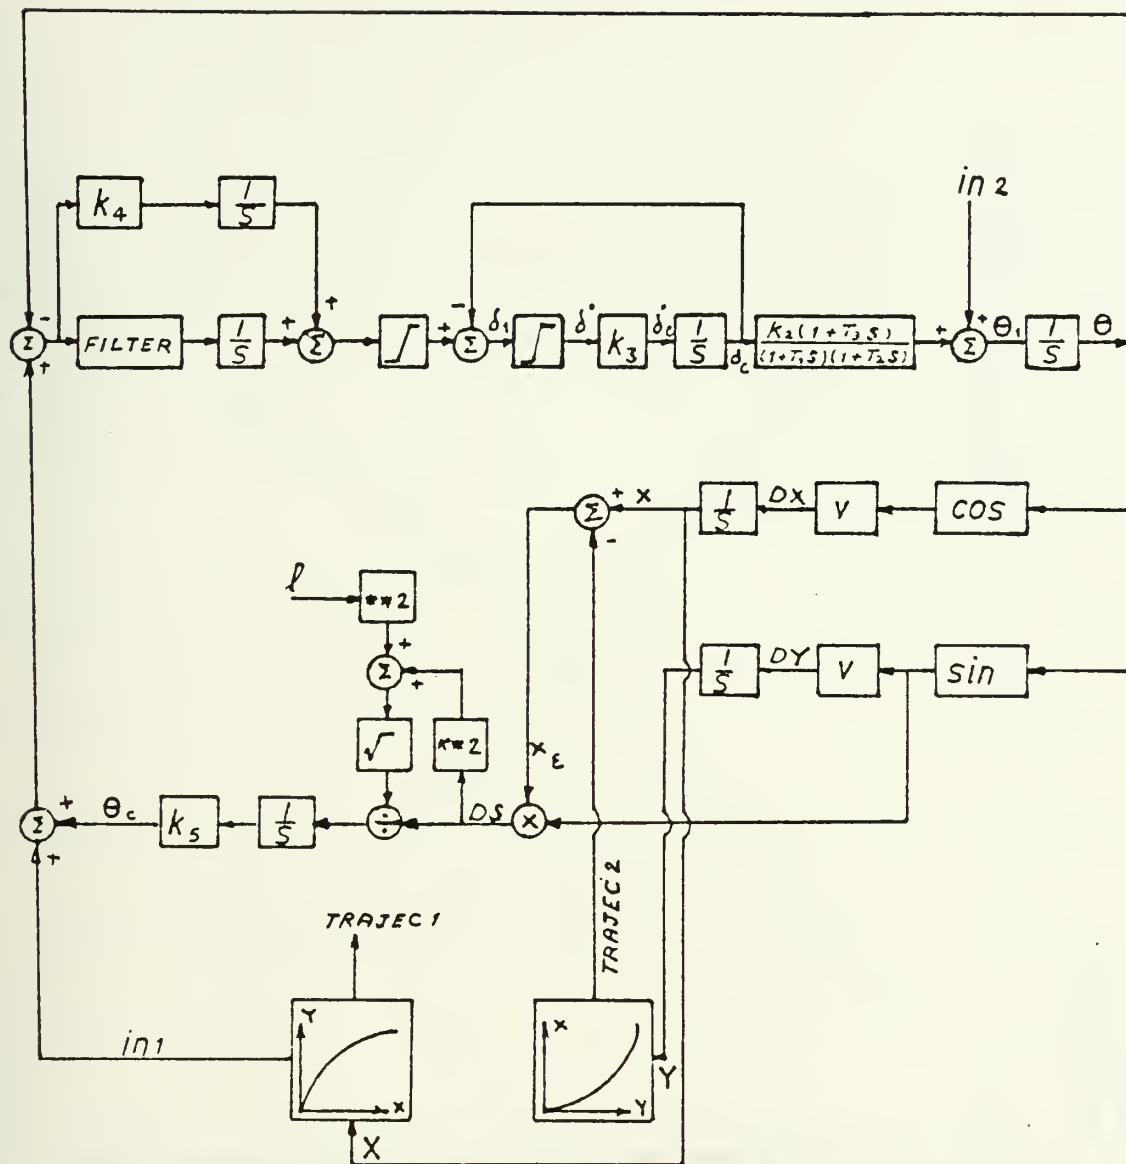 in 2
K4
1/S
-
+
+
Σ
+
FILTER
1/S
+
Σ
+
-
Σ
δ1
δ̇
K3
δ̇c
1/S
δc
K2(1+T3S)/(1+T1S)(1+T2S)
+
+
Σ
θ1
1/S
θ
Σ
+
-
X
1/S
DX
V
COS
l
**2
+
Σ
+
1/S
DY
V
sin
√
**2
Xε
+
Σ
+
θc
K5
1/S
÷
DS
X
TRAJEC 1
TRAJEC 2
in1
Y
X
X
X
Y
Y